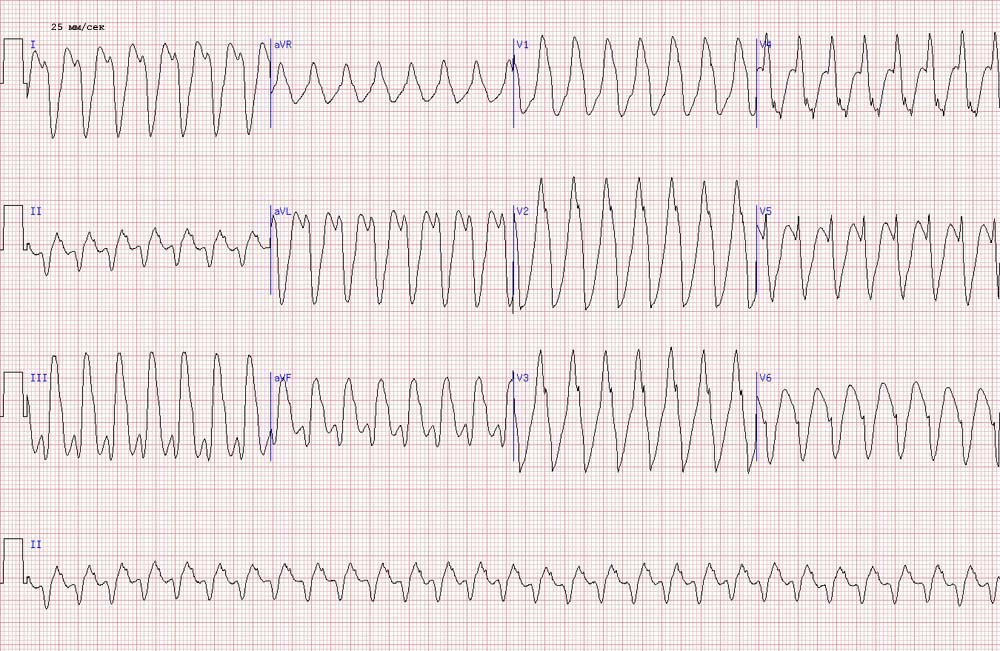 25 мм/сек
I aVR V1 V4
II aVL V2 V5
III aVF V3 V6
II